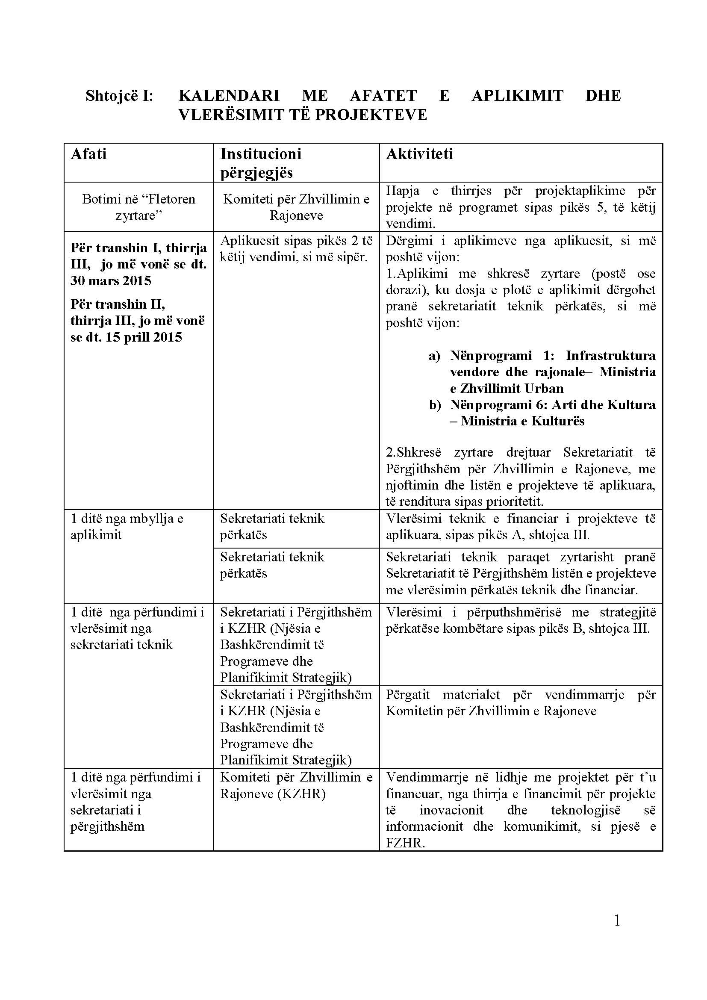 Shtojcë I: KALENDARI ME AFATET E APLIKIMIT DHE
VLERËSIMIT TË PROJEKTEVE
Afati
Institucioni
përgjegjës
Aktiviteti
Botimi në “Fletoren
zyrtare”
Komiteti për Zhvillimin e
Rajoneve
Hapja e thirrjes për projektaplikime për
projekte në programet sipas pikës 5, të këtij
vendimi.
Për transhin I, thirrja
III, jo më vonë se dt.
30 mars 2015
Për transhin II,
thirrja III, jo më vonë
se dt. 15 prill 2015
Aplikuesit sipas pikës 2 të
këtij vendimi, si më sipër.
Dërgimi i aplikimeve nga aplikuesit, si më
poshtë vijon:
1.Aplikimi me shkresë zyrtare (postë ose
dorazi), ku dosja e plotë e aplikimit dërgohet
pranë sekretariatit teknik përkatës, si më
poshtë vijon:
a) Nënprogrami 1: Infrastruktura
vendore dhe rajonale– Ministria
e Zhvillimit Urban
b) Nënprogrami 6: Arti dhe Kultura
– Ministria e Kulturës
2.Shkresë zyrtare drejtuar Sekretariatit të
Përgjithshëm për Zhvillimin e Rajoneve, me
njoftimin dhe listën e projekteve të aplikuara,
të renditura sipas prioritetit.
1 ditë nga mbyllja e
aplikimit
Sekretariati teknik
përkatës
Vlerësimi teknik e financiar i projekteve të
aplikuara, sipas pikës A, shtojca III.
Sekretariati teknik
përkatës
Sekretariati teknik paraqet zyrtarisht pranë
Sekretariatit të Përgjithshëm listën e projekteve
me vlerësimin përkatës teknik dhe financiar.
1 ditë nga përfundimi i
vlerësimit nga
sekretariati teknik
Sekretariati i Përgjithshëm
i KZHR (Njësia e
Bashkërendimit të
Programeve dhe
Planifikimit Strategjik)
Vlerësimi i përputhshmërisë me strategjitë
përkatëse kombëtare sipas pikës B, shtojca III.
Sekretariati i Përgjithshëm
i KZHR (Njësia e
Bashkërendimit të
Programeve dhe
Planifikimit Strategjik)
Përgatit materialet për vendimmarrje për
Komitetin për Zhvillimin e Rajoneve
1 ditë nga përfundimi i
vlerësimit nga
sekretariati i
përgjithshëm
Komiteti për Zhvillimin e
Rajoneve (KZHR)
Vendimmarrje në lidhje me projektet për t’u
financuar, nga thirrja e financimit për projekte
të inovacionit dhe teknologjisë së
informacionit dhe komunikimit, si pjesë e
FZHR.
1